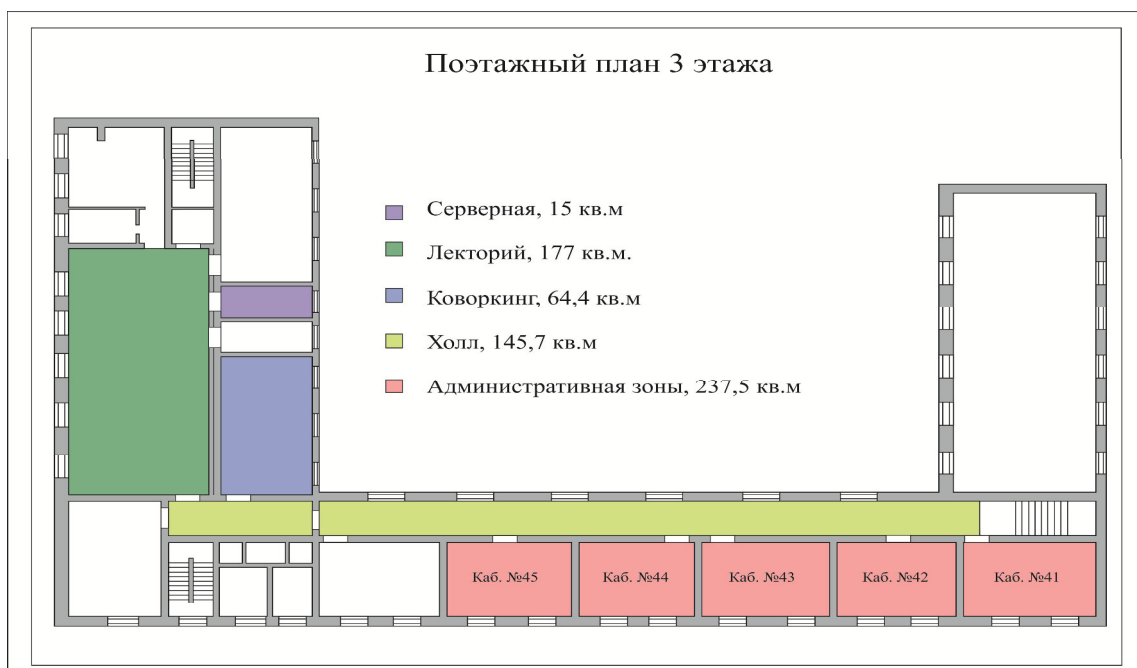 Поэтажный план 3 этажа
Серверная, 15 кв.м
Лекторий, 177 кв.м.
Коворкинг, 64,4 кв.м
Холл, 145,7 кв.м
Административная зоны, 237,5 кв.м
Каб. №45
Каб. №44
Каб. №43
Каб. №42
Каб. №41